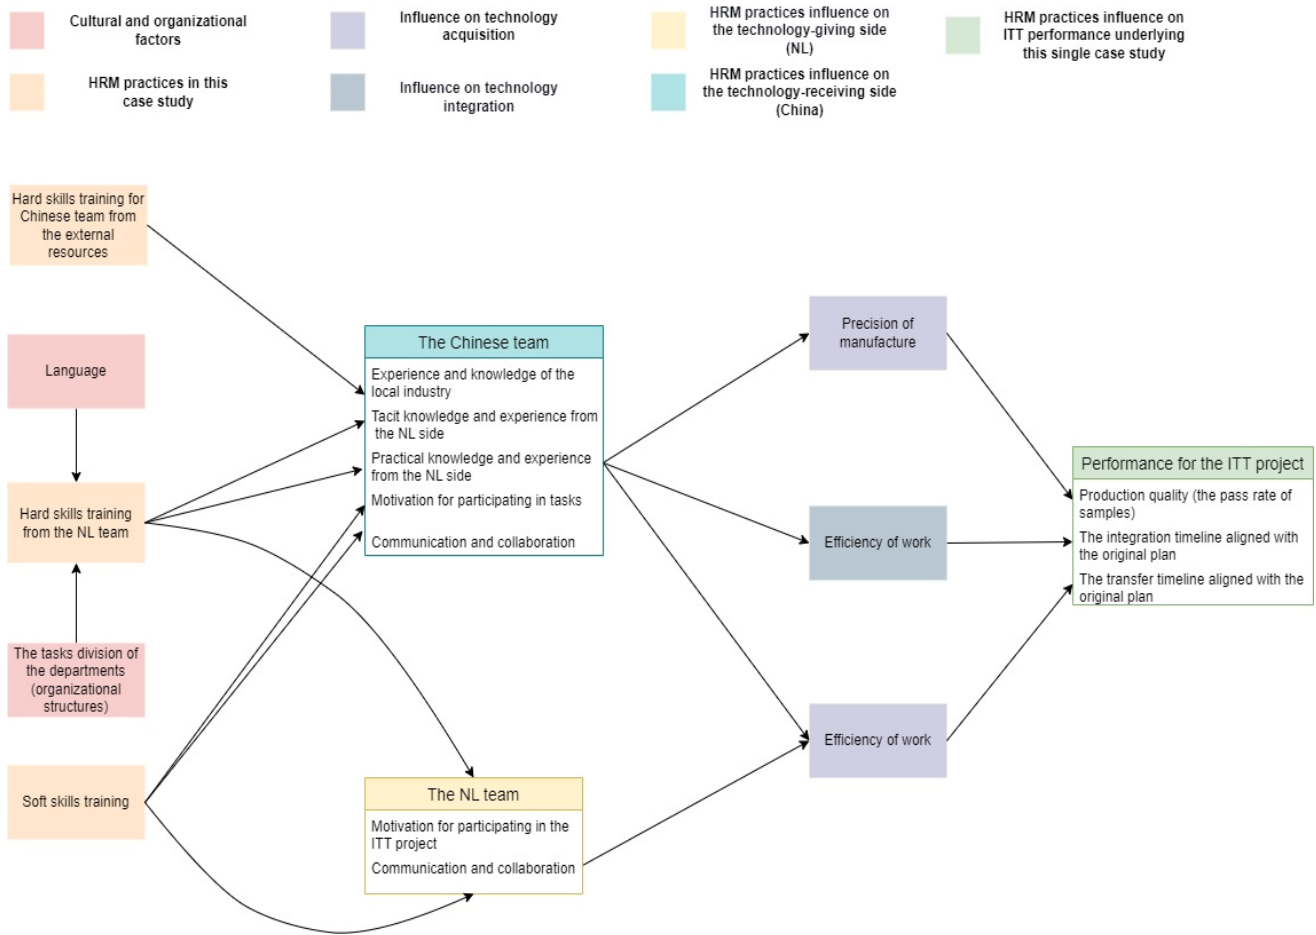 Cultural and organizational
factors
Influence on technology
acquisition
HRM practices influence on
the technology-giving side
(NL)
HRM practices influence on
ITT performance underlying
this single case study
HRM practices in this
case study
Influence on technology
integration
HRM practices influence on
the technology-receiving side
(China)
Hard skills training for
Chinese team from
the external
resources
Language
Hard skills training
from the NL team
The tasks division of
the departments
(organizational
structures)
Soft skills training
The Chinese team
Experience and knowledge of the
local industry
Tacit knowledge and experience from
the NL side
Practical knowledge and experience
from the NL side
Motivation for participating in tasks
Communication and collaboration
The NL team
Motivation for participating in the
ITT project
Communication and collaboration
Precision of
manufacture
Efficiency of work
Efficiency of work
Performance for the ITT project
Production quality (the pass rate of
samples)
The integration timeline aligned with
the original plan
The transfer timeline aligned with the
original plan